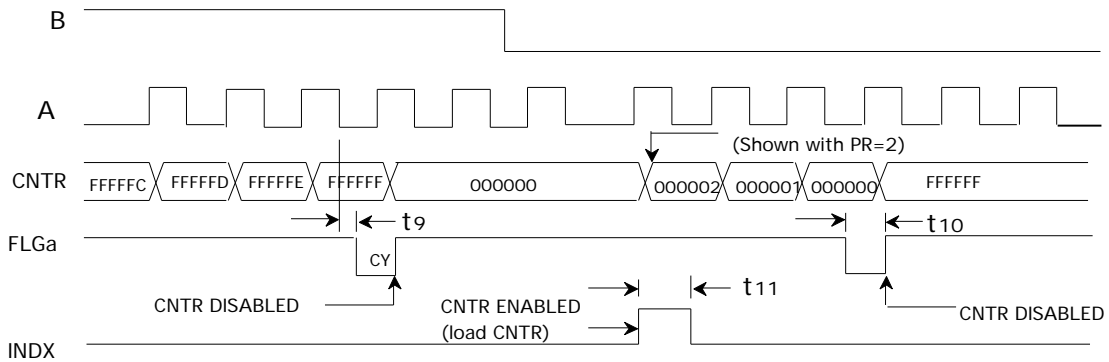 B
A
(Shown with PR=2)
CNTR FFFFFC FFFFFD FFFFFE FFFFFF 000000 000002 000001 000000 FFFFFF
t9 t10
FLGa
CY
t11
CNTR DISABLED CNTR ENABLED CNTR DISABLED
(load CNTR)
INDX